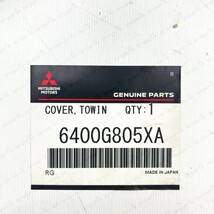 MITSUBISHI
MOTORS
GENUINE PARTS
COVER, TOWIN QTY: 1
6400G805XA
RG
MADE IN JAPAN